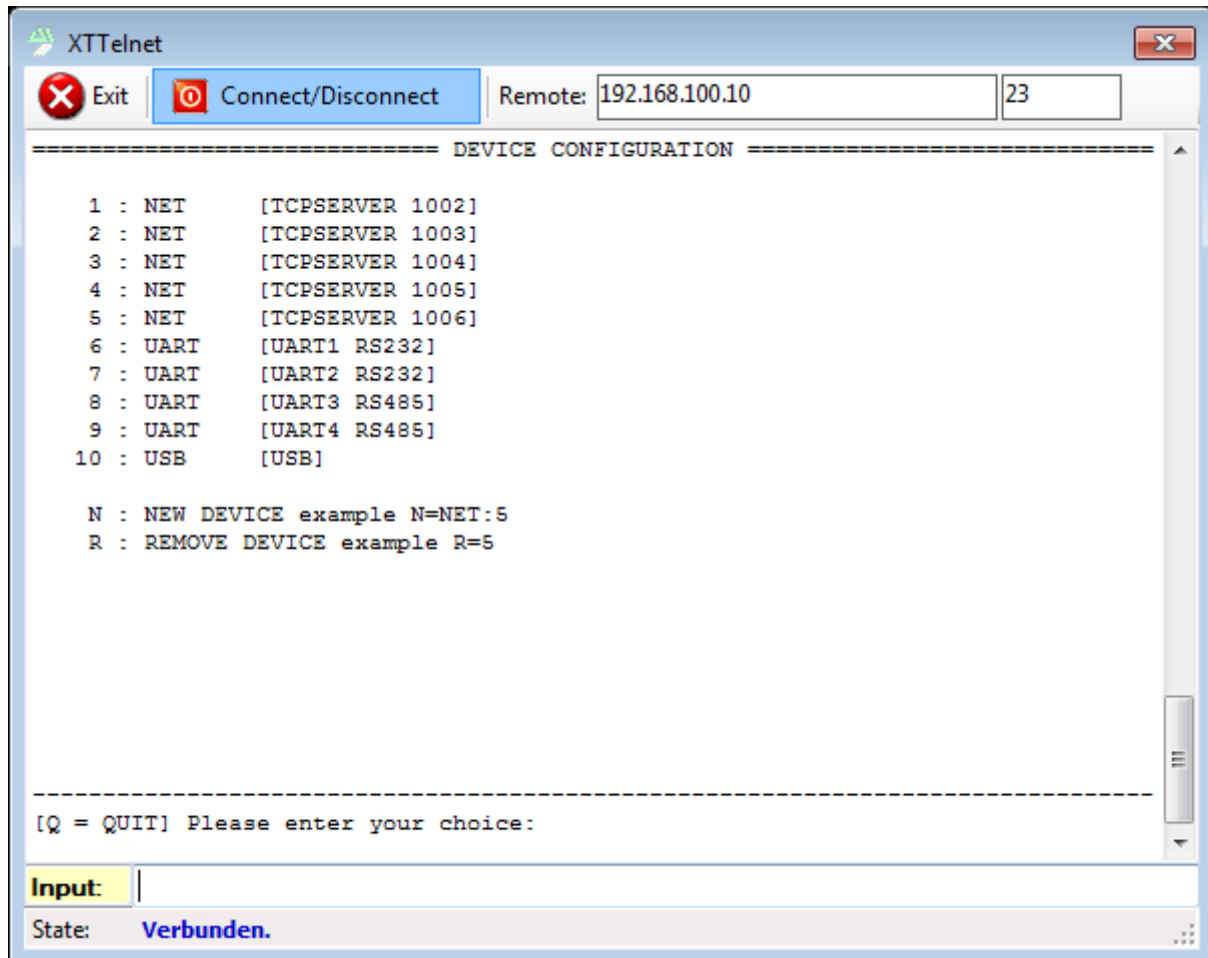 XTTelnet
Exit Connect/Disconnect Remote: 192.168.100.10 23
============================= DEVICE CONFIGURATION =============================
1 : NET [TCPSERVER 1002]
2 : NET [TCPSERVER 1003]
3 : NET [TCPSERVER 1004]
4 : NET [TCPSERVER 1005]
5 : NET [TCPSERVER 1006]
6 : UART [UART1 RS232]
7 : UART [UART2 RS232]
8 : UART [UART3 RS485]
9 : UART [UART4 RS485]
10 : USB [USB]
N : NEW DEVICE example N=NET:5
R : REMOVE DEVICE example R=5
--------------------------------------------------------------------------------
[Q = QUIT] Please enter your choice:
Input:
State: Verbunden.